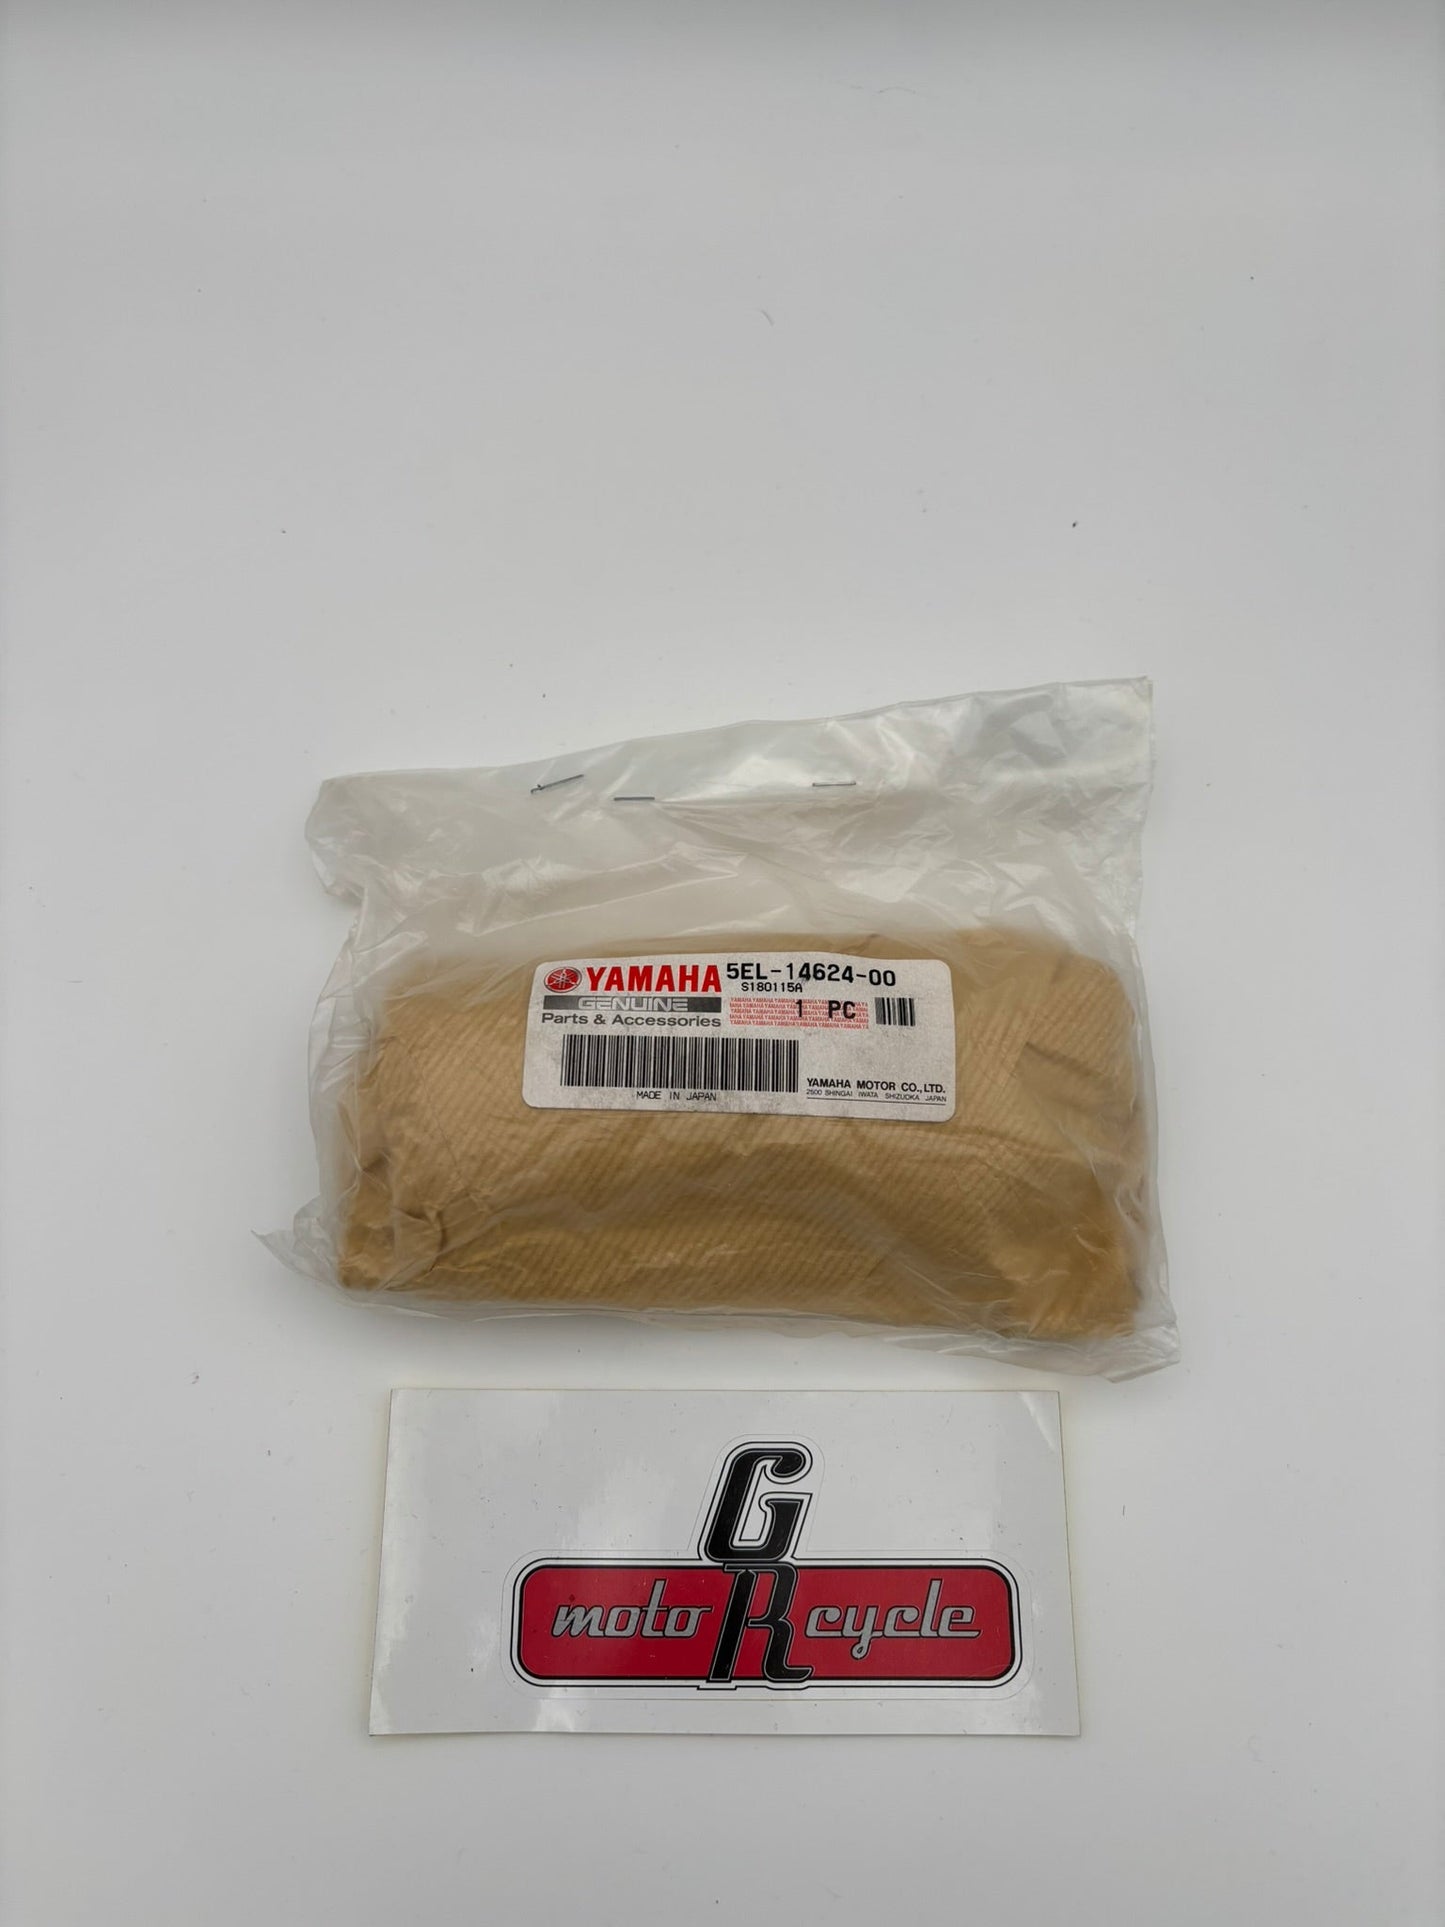 YAMAHA 5EL-14624-00
S180115A
GENUINE
Parts & Accessories
1 PC
MADE IN JAPAN
YAMAHA MOTOR CO.,LTD.
2500 SHINGAI IWATA SHIZUOKA JAPAN
GR
moto cycle